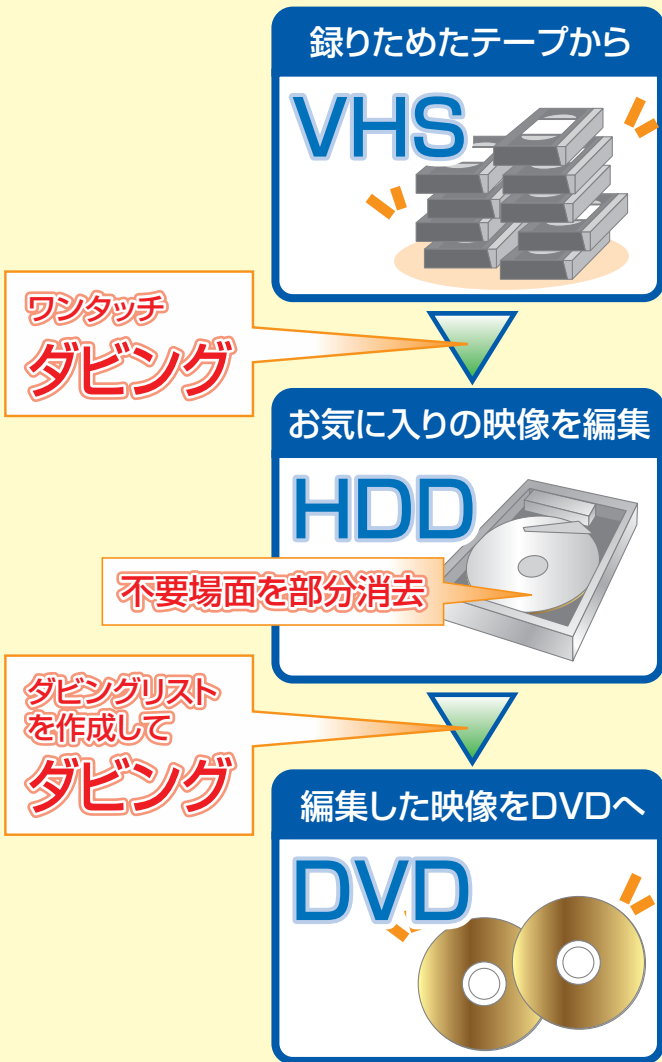 録りためたテープから
VHS
ワンタッチ
ダビング
お気に入りの映像を編集
HDD
不要場面を部分消去
ダビングリスト
を作成して
ダビング
編集した映像をDVDへ
DVD